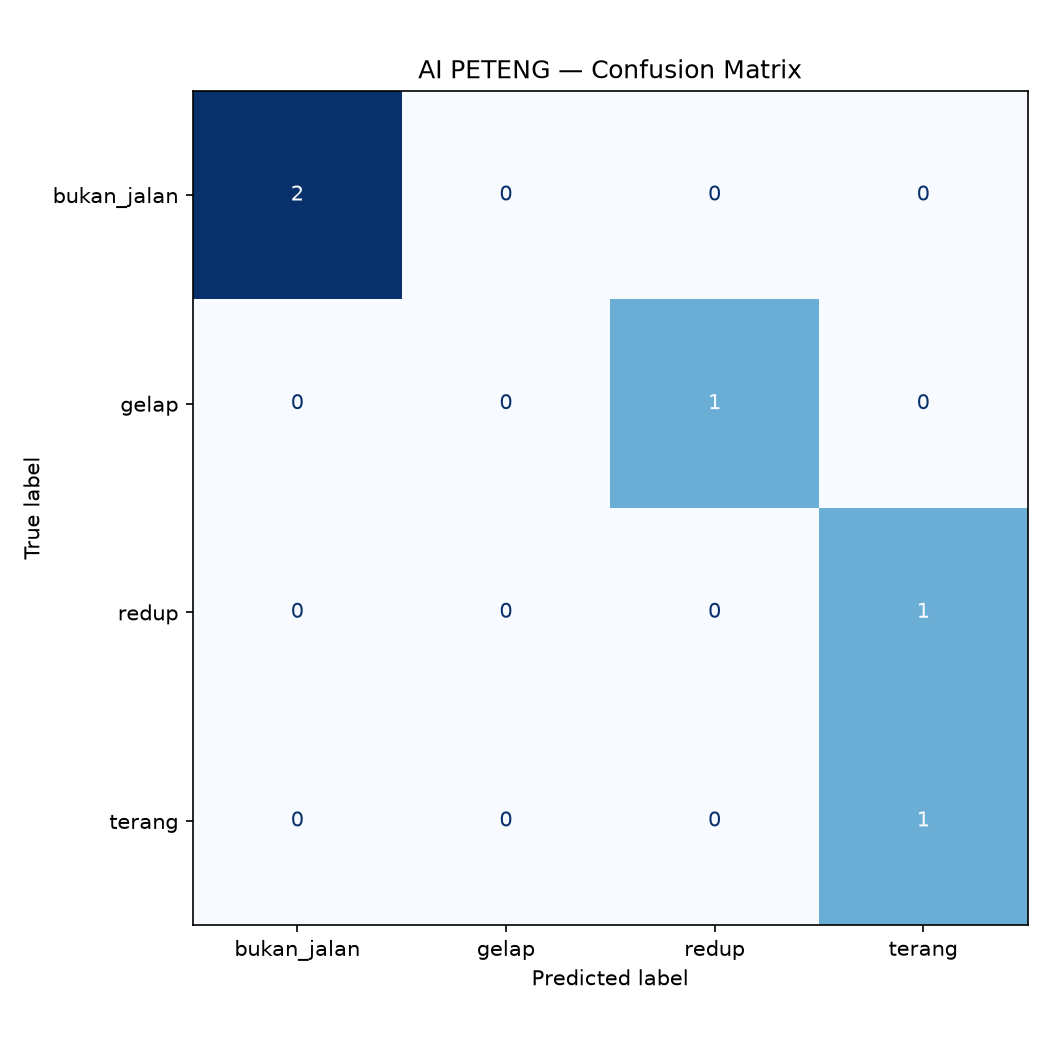 AI PETENG — Confusion Matrix
bukan_jalan 2 0 0 0
gelap 0 0 1 0
True label
redup 0 0 0 1
terang 0 0 0 1
bukan_jalan gelap redup terang
Predicted label